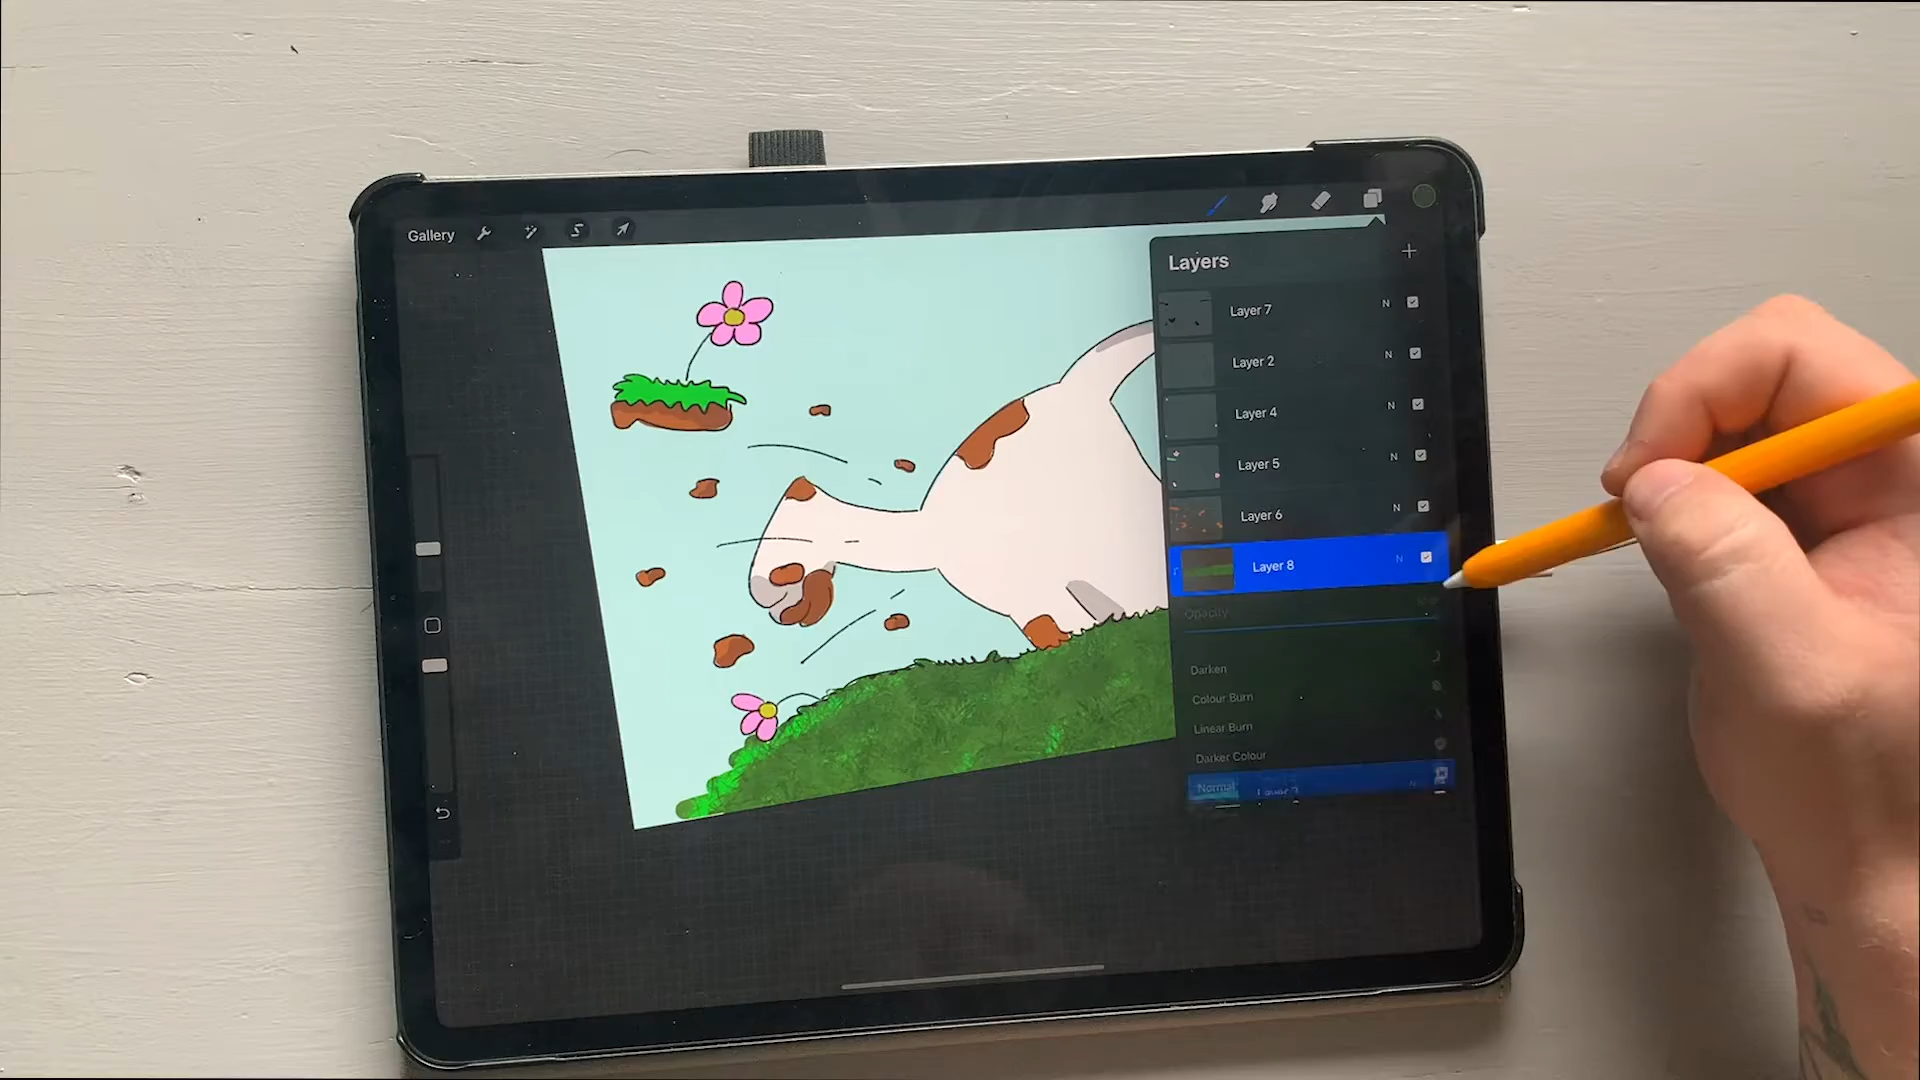 Gallery
Layers
Layer 7 N
Layer 2 N
Layer 4 N
Layer 5 N
Layer 6 N
Layer 8 N
Opacity
Darken
Colour Burn
Linear Burn
Darker Colour
Normal